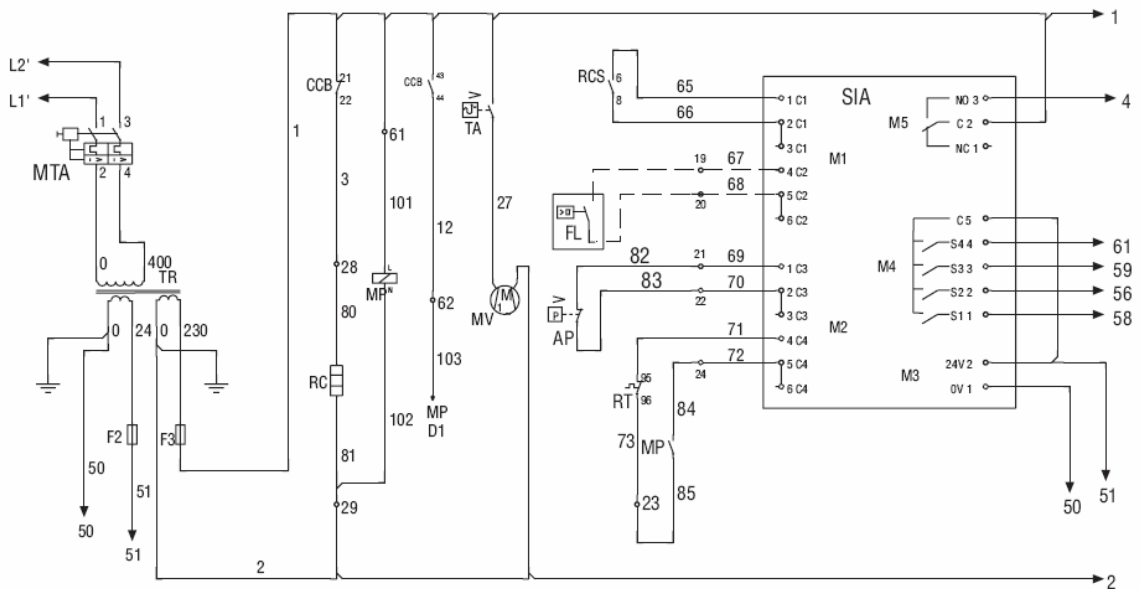 1
L2'
CCB 21
22
CCB 43
44
RCS 6
8
65
66
SIA
1 C1
2 C1
3 C1
M1
M5
NO 3
C 2
NC 1
4
L1'
1 3
MTA
2 4
1
61
V
TA
3
101
27
19 67
20 68
4 C2
5 C2
6 C2
FL
C 5
S4 4
S3 3
S2 2
S1 1
M4
61
59
56
58
0 400
TR
0 24 0 230
28
80
L
MP N
12
62
M
1
MV
82 21 69
83 22 70
1 C3
2 C3
3 C3
V
P
AP
M2
71
72
24
4 C4
5 C4
6 C4
M3
24V 2
0V 1
RC
103
MP
D1
102
95
RT
96
84
73
MP
85
23
F2 F3
50
51
50
51
81
29
50
51
2
2